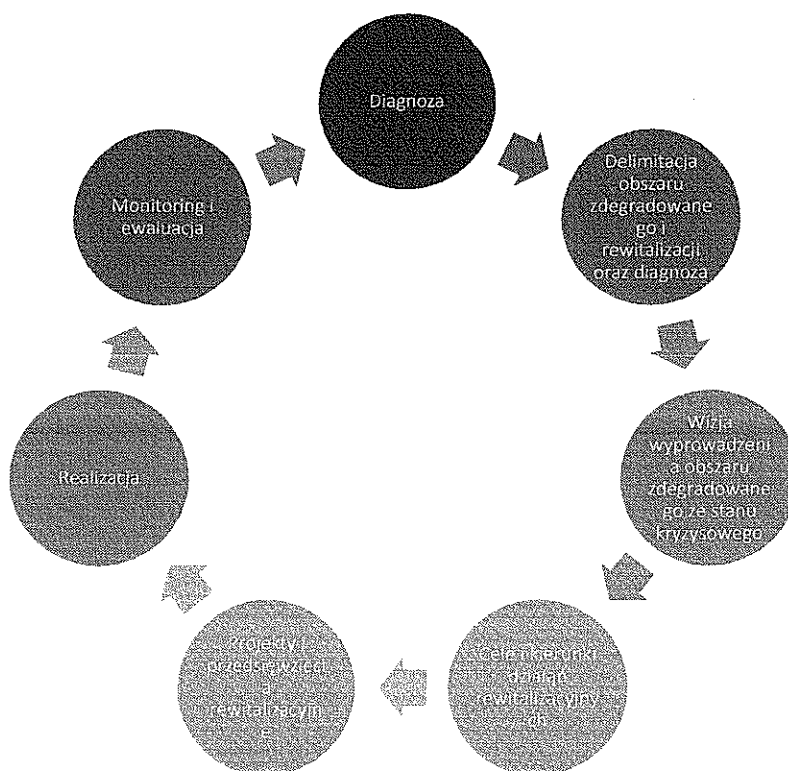 Diagnoza
Delimitacja
obszaru
zdegradowane
go i
rewitalizacji
oraz diagnoza
Wizja
wyprowadzeni
a obszaru
zdegradowane
go ze stanu
kryzysowego
Cele i kierunki
działań
rewitalizacyjny
ch
Projekty i
przedsięwzięci
a
rewitalizacyjn
e
Realizacja
Monitoring i
ewaluacja